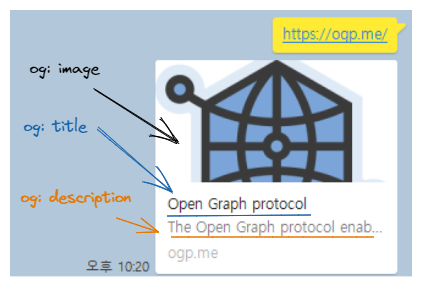 https://ogp.me/
og: image
og: title
og: description
Open Graph protocol
The Open Graph protocol enab...
ogp.me
오후 10:20